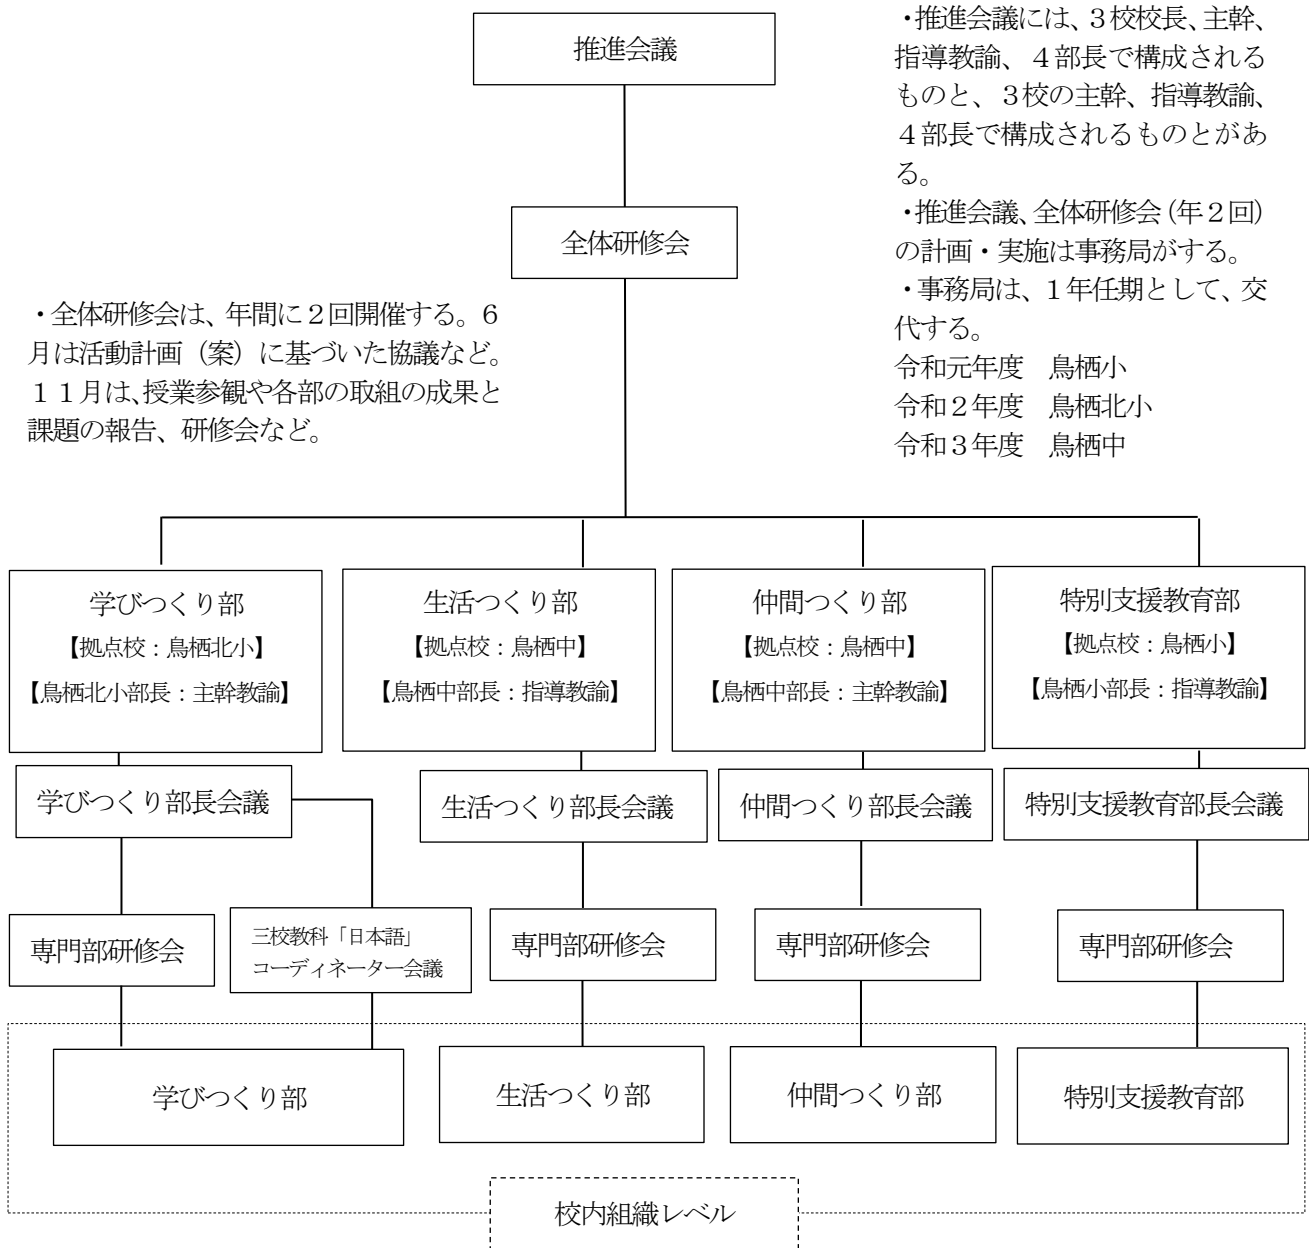 推進会議
・推進会議には、３校校長、主幹、
指導教諭、４部長で構成される
ものと、３校の主幹、指導教諭、
４部長で構成されるものとがあ
る。
・推進会議、全体研修会（年２回）
の計画・実施は事務局がする。
・事務局は、１年任期として、交
代する。
令和元年度　鳥栖小
令和２年度　鳥栖北小
令和３年度　鳥栖中
全体研修会
・全体研修会は、年間に２回開催する。６
月は活動計画（案）に基づいた協議など。
１１月は、授業参観や各部の取組の成果と
課題の報告、研修会など。
学びつくり部
【拠点校：鳥栖北小】
【鳥栖北小部長：主幹教諭】
生活つくり部
【拠点校：鳥栖中】
【鳥栖中部長：指導教諭】
仲間つくり部
【拠点校：鳥栖中】
【鳥栖中部長：主幹教諭】
特別支援教育部
【拠点校：鳥栖小】
【鳥栖小部長：指導教諭】
学びつくり部長会議
生活つくり部長会議
仲間つくり部長会議
特別支援教育部長会議
専門部研修会
三校教科「日本語」
コーディネーター会議
専門部研修会
専門部研修会
専門部研修会
学びつくり部
生活つくり部
仲間つくり部
特別支援教育部
校内組織レベル